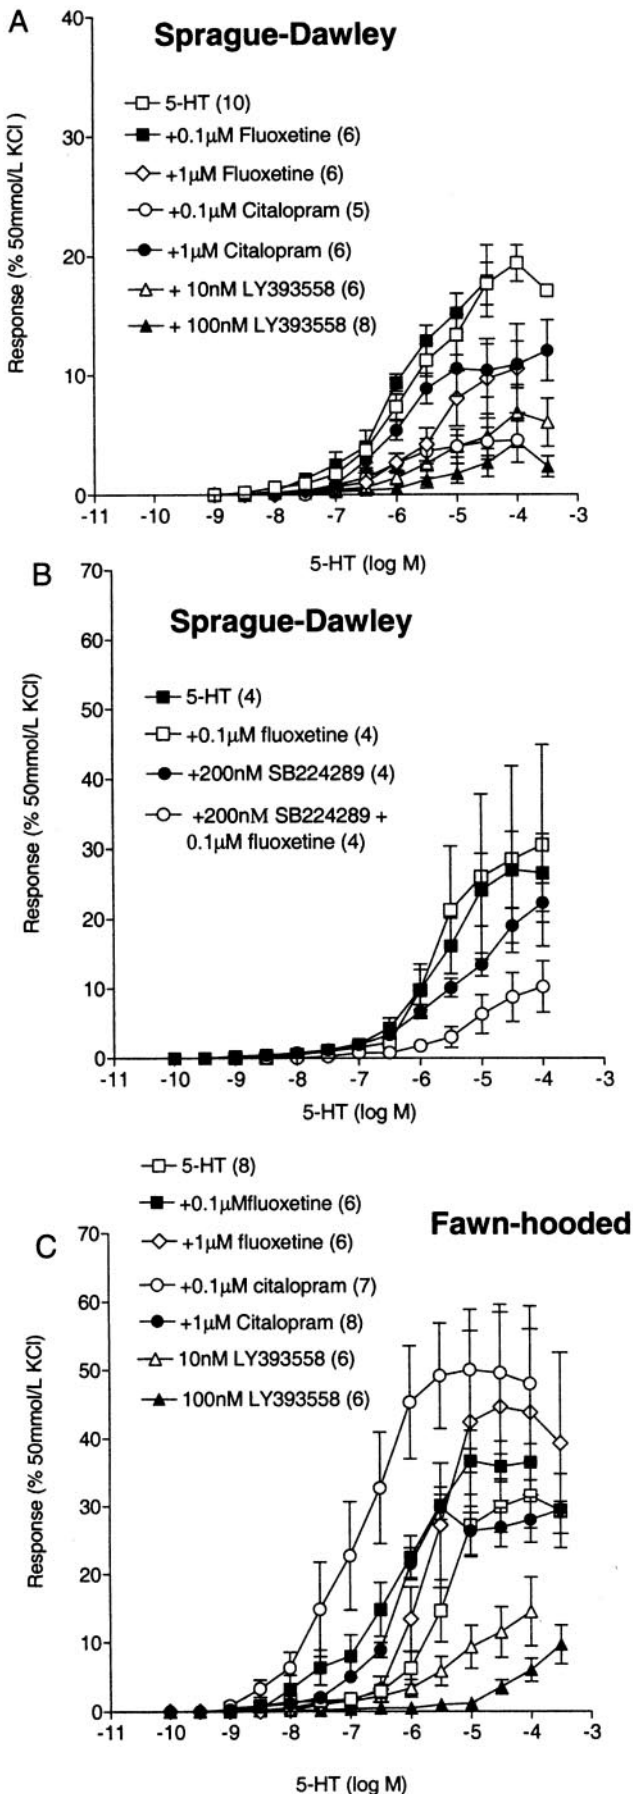 A
Sprague-Dawley
5-HT (10)
+0.1μM Fluoxetine (6)
+1μM Fluoxetine (6)
+0.1μM Citalopram (5)
+1μM Citalopram (6)
+ 10nM LY393558 (6)
+ 100nM LY393558 (8)
Response (% 50mmol/L KCl )
40
30
20
10
0
-11 -10 -9 -8 -7 -6 -5 -4 -3
5-HT (log M)
B
Sprague-Dawley
5-HT (4)
+0.1μM fluoxetine (4)
+200nM SB224289 (4)
+200nM SB224289 +
0.1μM fluoxetine (4)
Response (% 50mmol/L KCl)
70
60
50
40
30
20
10
0
-11 -10 -9 -8 -7 -6 -5 -4 -3
5-HT (log M)
C
Fawn-hooded
5-HT (8)
+0.1μMfluoxetine (6)
+1μM fluoxetine (6)
+0.1μM citalopram (7)
+1μM Citalopram (8)
10nM LY393558 (6)
100nM LY393558 (6)
Response (% 50mmol/L KCl)
70
60
50
40
30
20
10
0
-11 -10 -9 -8 -7 -6 -5 -4 -3
5-HT (log M)